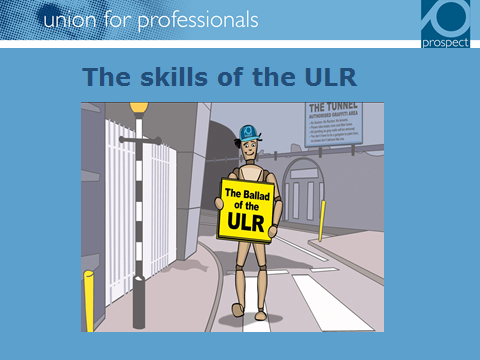 union for professionals
prospect
The skills of the ULR
THE TUNNEL
AUTHORISED GRAFFITI AREA
The Ballad
of the
ULR